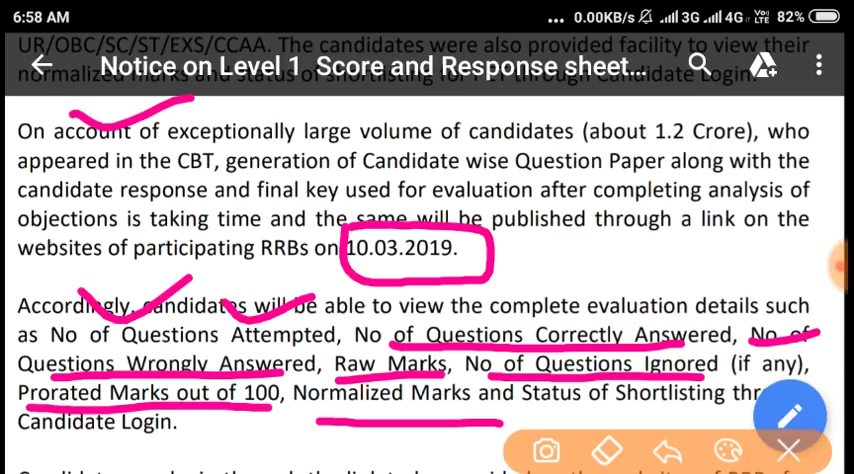 6:58 AM ... 0.00KB/s 3G 4G Vo)) LTE 82%
UR/OBC/SC/ST/EXS/CCAA. The candidates were also provided facility to view their
Notice on Level 1 Score and Response sheet...
On account of exceptionally large volume of candidates (about 1.2 Crore), who
appeared in the CBT, generation of Candidate wise Question Paper along with the
candidate response and final key used for evaluation after completing analysis of
objections is taking time and the same will be published through a link on the
websites of participating RRBs on 10.03.2019.
Accordingly, candidates will be able to view the complete evaluation details such
as No of Questions Attempted, No of Questions Correctly Answered, No of
Questions Wrongly Answered, Raw Marks, No of Questions Ignored (if any),
Prorated Marks out of 100, Normalized Marks and Status of Shortlisting
Candidate Login.